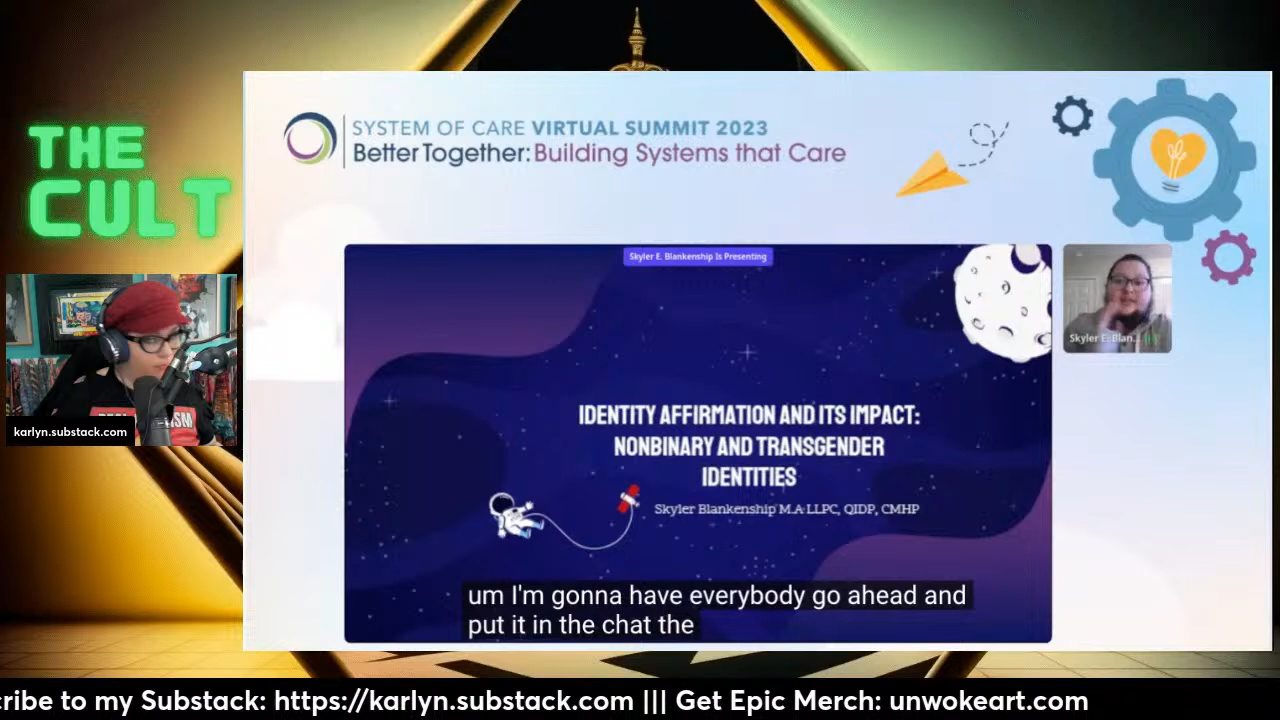 THE
CULT
karlyn.substack.com
SYSTEM OF CARE VIRTUAL SUMMIT 2023
Better Together: Building Systems that Care
Skyler E. Blankenship Is Presenting
Skyler E. Blan...
IDENTITY AFFIRMATION AND ITS IMPACT:
NONBINARY AND TRANSGENDER
IDENTITIES
Skyler Blankenship M.A LLPC, QIDP, CMHP
um I'm gonna have everybody go ahead and
put it in the chat the
cribe to my Substack: https://karlyn.substack.com ||| Get Epic Merch: unwokeart.com